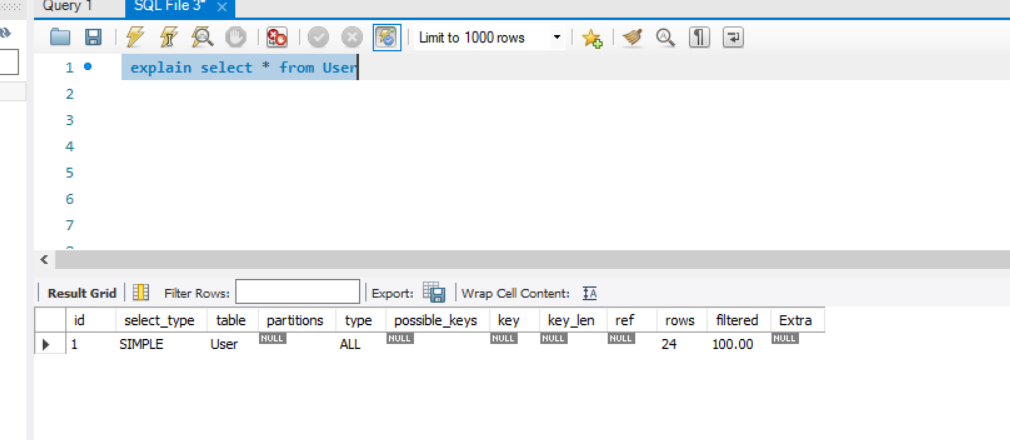 Query 1 SQL File 3* ×
Limit to 1000 rows
1 explain select * from User
2
3
4
5
6
7
Result Grid Filter Rows: Export: Wrap Cell Content: IA
id select_type table partitions type possible_keys key key_len ref rows filtered Extra
1 SIMPLE User NULL ALL NULL NULL NULL NULL 24 100.00 NULL